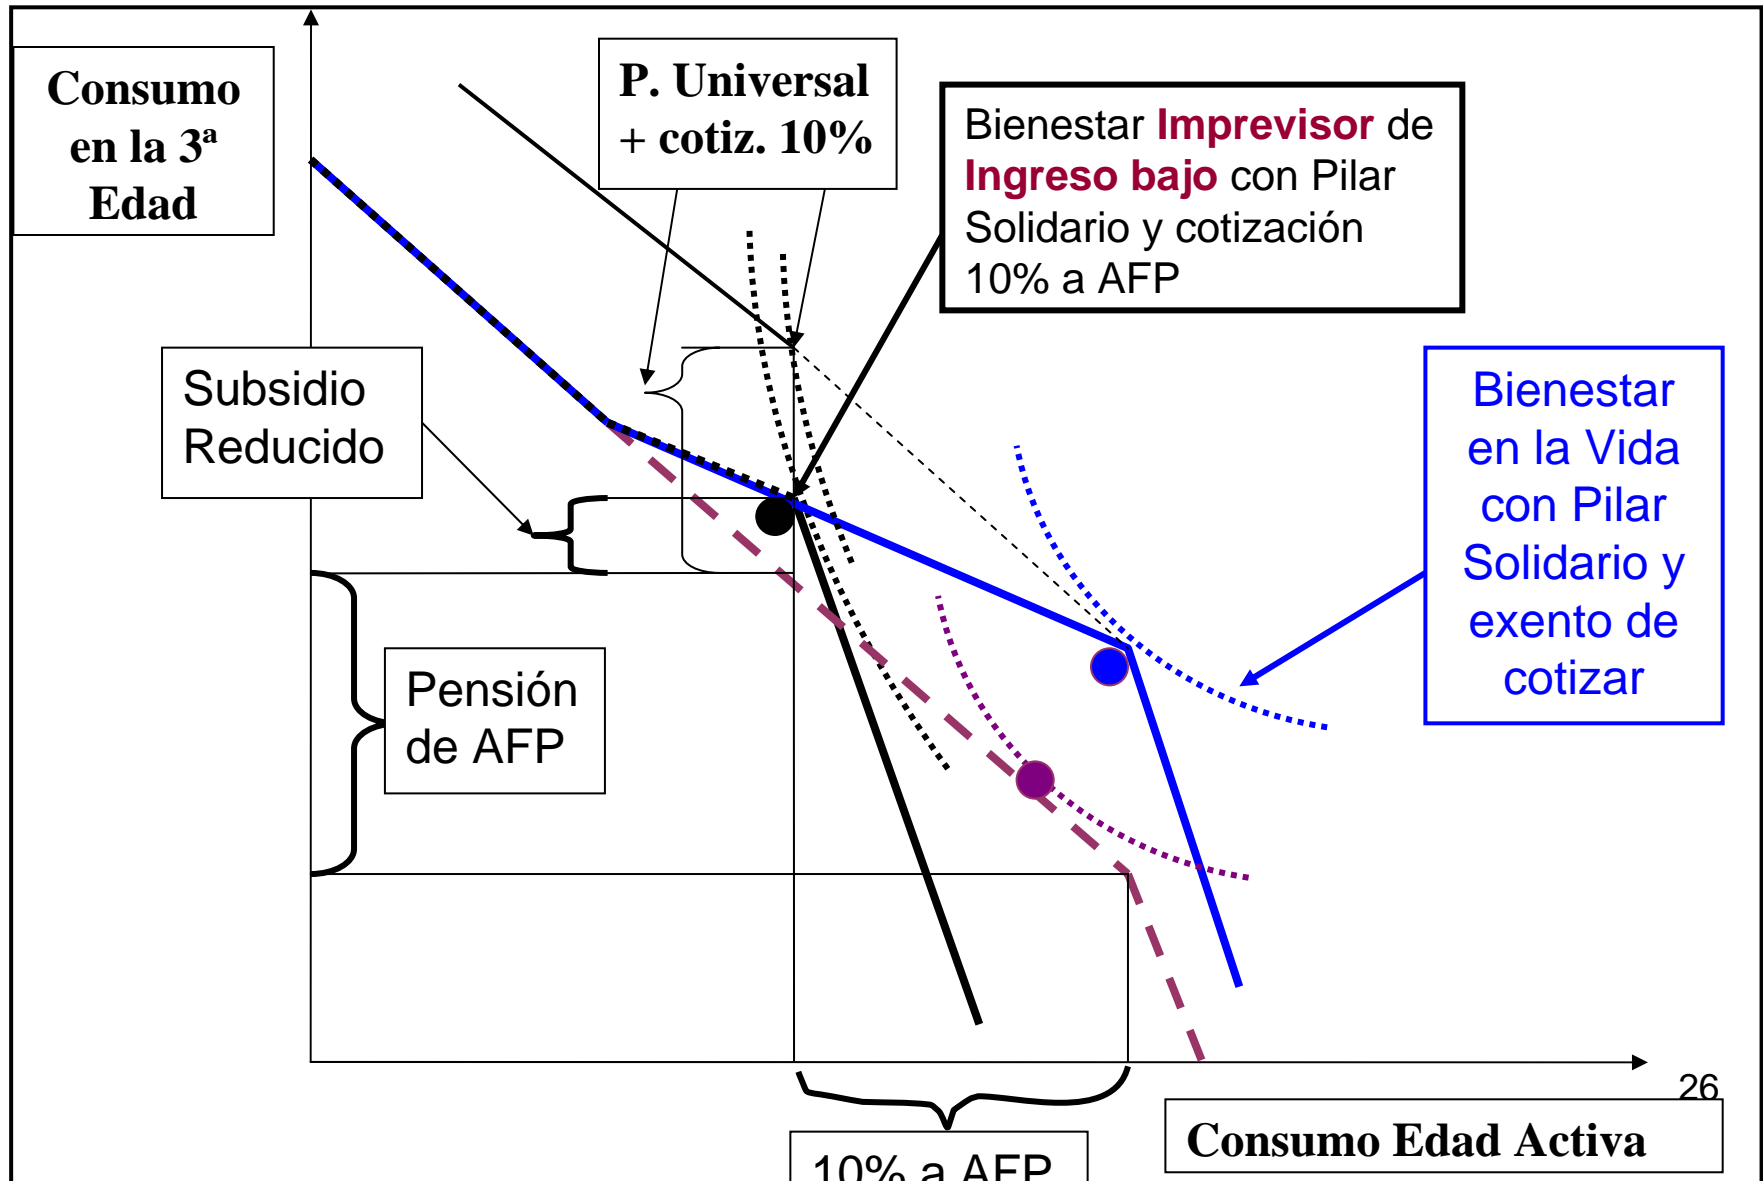 Consumo
en la 3ª
Edad
P. Universal
+ cotiz. 10%
Bienestar Imprevisor de
Ingreso bajo con Pilar
Solidario y cotización
10% a AFP
Subsidio
Reducido
Bienestar
en la Vida
con Pilar
Solidario y
exento de
cotizar
Pensión
de AFP
26
Consumo Edad Activa
10% a AFP